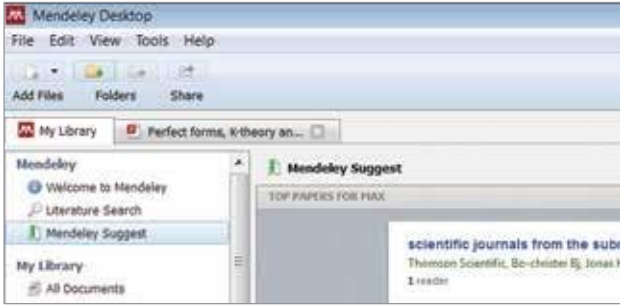 Mendeley Desktop
File Edit View Tools Help
Add Files Folders Share
My Library Perfect forms, K-theory an...
Mendeley
Welcome to Mendeley
Literature Search
Mendeley Suggest
My Library
All Documents
Mendeley Suggest
TOP PAPERS FOR MAX
scientific journals from the subm
Thomson Scientific, Bo-christer Bj, Jonas
1 reader